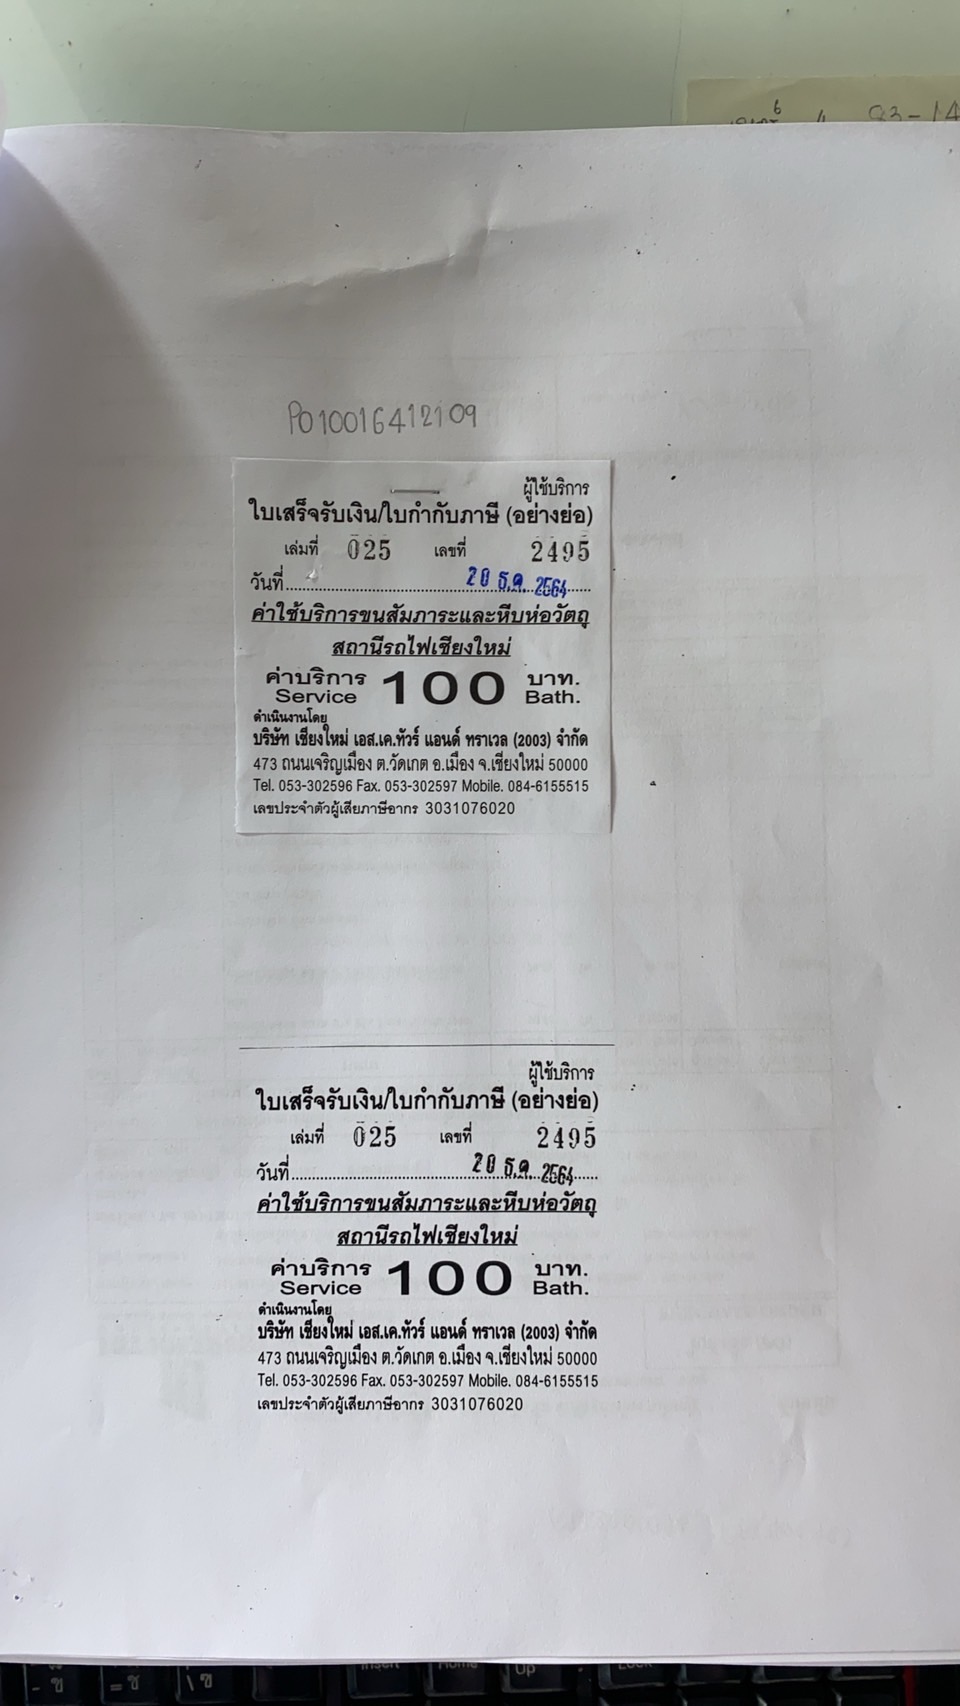 PO10016412109
ผู้ใช้บริการ
ใบเสร็จรับเงิน/ใบกำกับภาษี (อย่างย่อ)
เล่มที่ 025 เลขที่ 2495
วันที่ 20 ธ.ค. 2564
ค่าใช้บริการขนสัมภาระและหีบห่อวัตถุ
สถานีรถไฟเชียงใหม่
ค่าบริการ 100 บาท.
Service Bath.
ดำเนินงานโดย
บริษัท เชียงใหม่ เอส.เค.ทัวร์ แอนด์ ทราเวล (2003) จำกัด
473 ถนนเจริญเมือง ต.วัดเกต อ.เมือง จ.เชียงใหม่ 50000
Tel. 053-302596 Fax. 053-302597 Mobile. 084-6155515
เลขประจำตัวผู้เสียภาษีอากร 3031076020
ผู้ใช้บริการ
ใบเสร็จรับเงิน/ใบกำกับภาษี (อย่างย่อ)
เล่มที่ 025 เลขที่ 2495
วันที่ 20 ธ.ค. 2564
ค่าใช้บริการขนสัมภาระและหีบห่อวัตถุ
สถานีรถไฟเชียงใหม่
ค่าบริการ 100 บาท.
Service Bath.
ดำเนินงานโดย
บริษัท เชียงใหม่ เอส.เค.ทัวร์ แอนด์ ทราเวล (2003) จำกัด
473 ถนนเจริญเมือง ต.วัดเกต อ.เมือง จ.เชียงใหม่ 50000
Tel. 053-302596 Fax. 053-302597 Mobile. 084-6155515
เลขประจำตัวผู้เสียภาษีอากร 3031076020